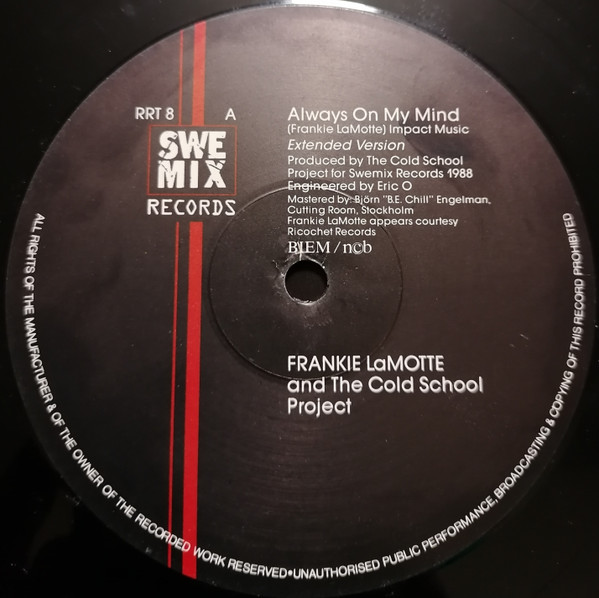 RRT 8 A
SWE
MIX
RECORDS
Always On My Mind
(Frankie LaMotte) Impact Music
Extended Version
Produced by The Cold School
Project for Swemix Records 1988
Engineered by Eric O
Mastered by: Björn "B.E. Chill" Engelman,
Cutting Room, Stockholm
Frankie LaMotte appears courtesy
Ricochet Records
BIEM / ncb
FRANKIE LaMOTTE
and The Cold School
Project
ALL RIGHTS OF THE MANUFACTURER & OF THE OWNER OF THE RECORDED WORK RESERVED•UNAUTHORISED PUBLIC PERFORMANCE, BROADCASTING & COPYING OF THIS RECORD PROHIBITED